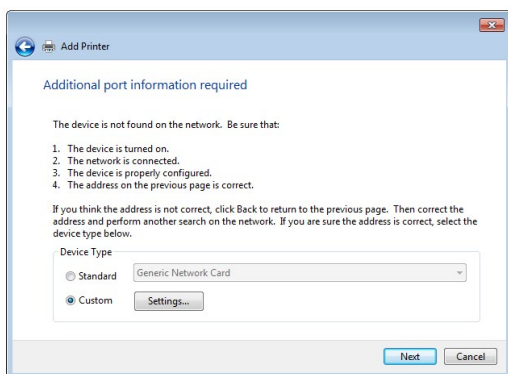 Add Printer
Additional port information required
The device is not found on the network. Be sure that:
1. The device is turned on.
2. The network is connected.
3. The device is properly configured.
4. The address on the previous page is correct.
If you think the address is not correct, click Back to return to the previous page. Then correct the
address and perform another search on the network. If you are sure the address is correct, select the
device type below.
Device Type
Standard Generic Network Card
Custom Settings...
Next Cancel